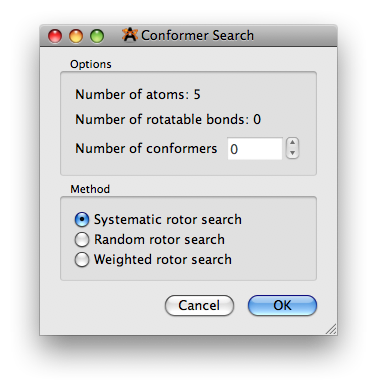 Conformer Search
Options
Number of atoms: 5
Number of rotatable bonds: 0
Number of conformers 0
Method
Systematic rotor search
Random rotor search
Weighted rotor search
Cancel OK